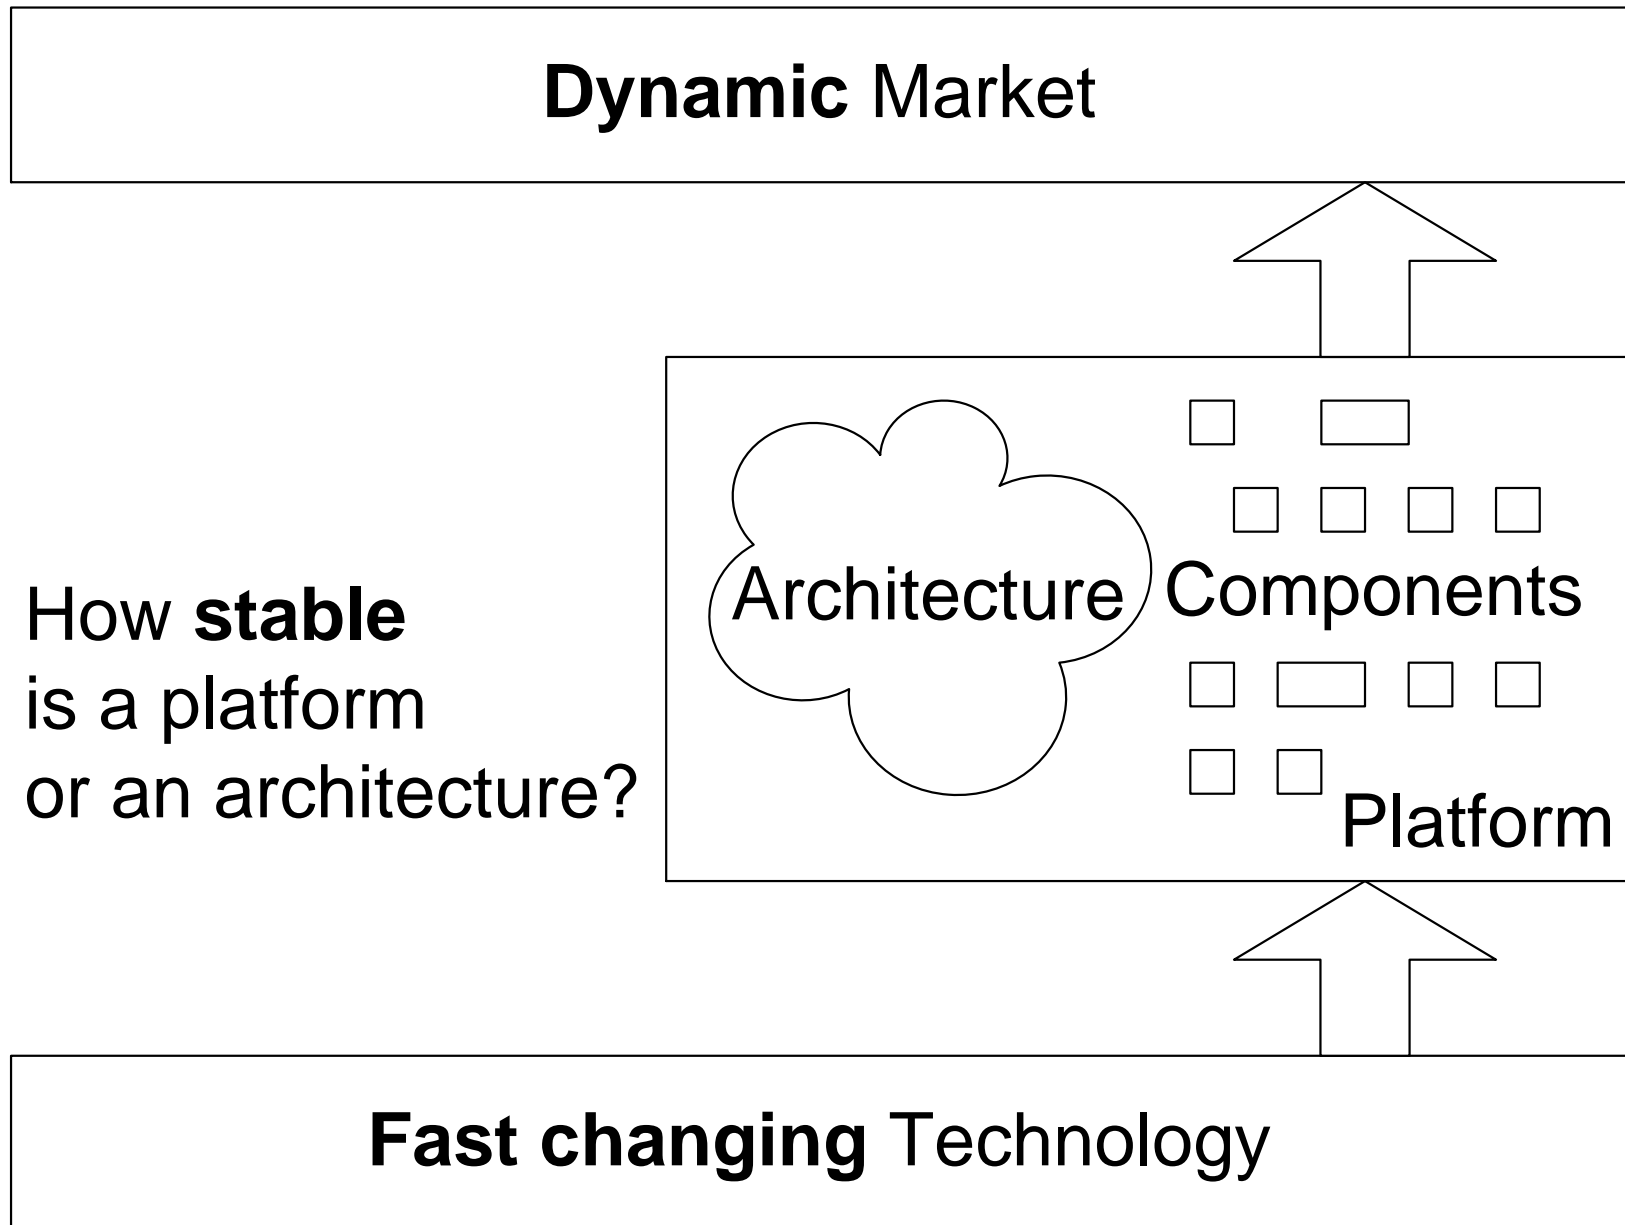 Dynamic Market
Architecture
Components
How stable
is a platform
or an architecture?
Platform
Fast changing Technology